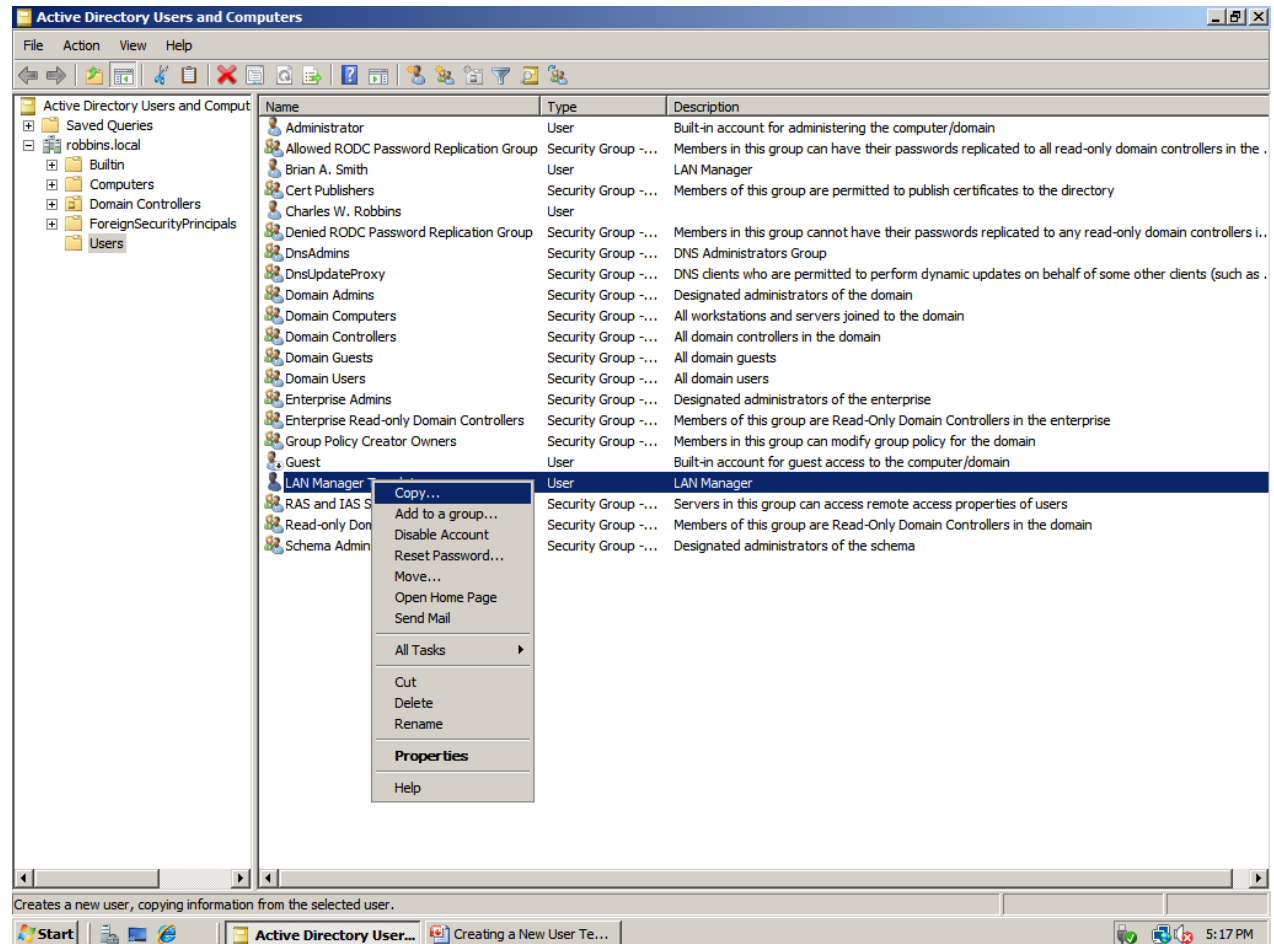 Active Directory Users and Computers
File Action View Help
Active Directory Users and Comput
Saved Queries
robbins.local
Builtin
Computers
Domain Controllers
ForeignSecurityPrincipals
Users
Name Type Description
Administrator User Built-in account for administering the computer/domain
Allowed RODC Password Replication Group Security Group -... Members in this group can have their passwords replicated to all read-only domain controllers in the .
Brian A. Smith User LAN Manager
Cert Publishers Security Group -... Members of this group are permitted to publish certificates to the directory
Charles W. Robbins User
Denied RODC Password Replication Group Security Group -... Members in this group cannot have their passwords replicated to any read-only domain controllers i..
DnsAdmins Security Group -... DNS Administrators Group
DnsUpdateProxy Security Group -... DNS clients who are permitted to perform dynamic updates on behalf of some other clients (such as .
Domain Admins Security Group -... Designated administrators of the domain
Domain Computers Security Group -... All workstations and servers joined to the domain
Domain Controllers Security Group -... All domain controllers in the domain
Domain Guests Security Group -... All domain guests
Domain Users Security Group -... All domain users
Enterprise Admins Security Group -... Designated administrators of the enterprise
Enterprise Read-only Domain Controllers Security Group -... Members of this group are Read-Only Domain Controllers in the enterprise
Group Policy Creator Owners Security Group -... Members in this group can modify group policy for the domain
Guest User Built-in account for guest access to the computer/domain
LAN Manager User LAN Manager
RAS and IAS S Security Group -... Servers in this group can access remote access properties of users
Read-only Dom Security Group -... Members of this group are Read-Only Domain Controllers in the domain
Schema Admin Security Group -... Designated administrators of the schema
Copy...
Add to a group...
Disable Account
Reset Password...
Move...
Open Home Page
Send Mail
All Tasks
Cut
Delete
Rename
Properties
Help
Creates a new user, copying information from the selected user.
Start Active Directory User... Creating a New User Te... 5:17 PM